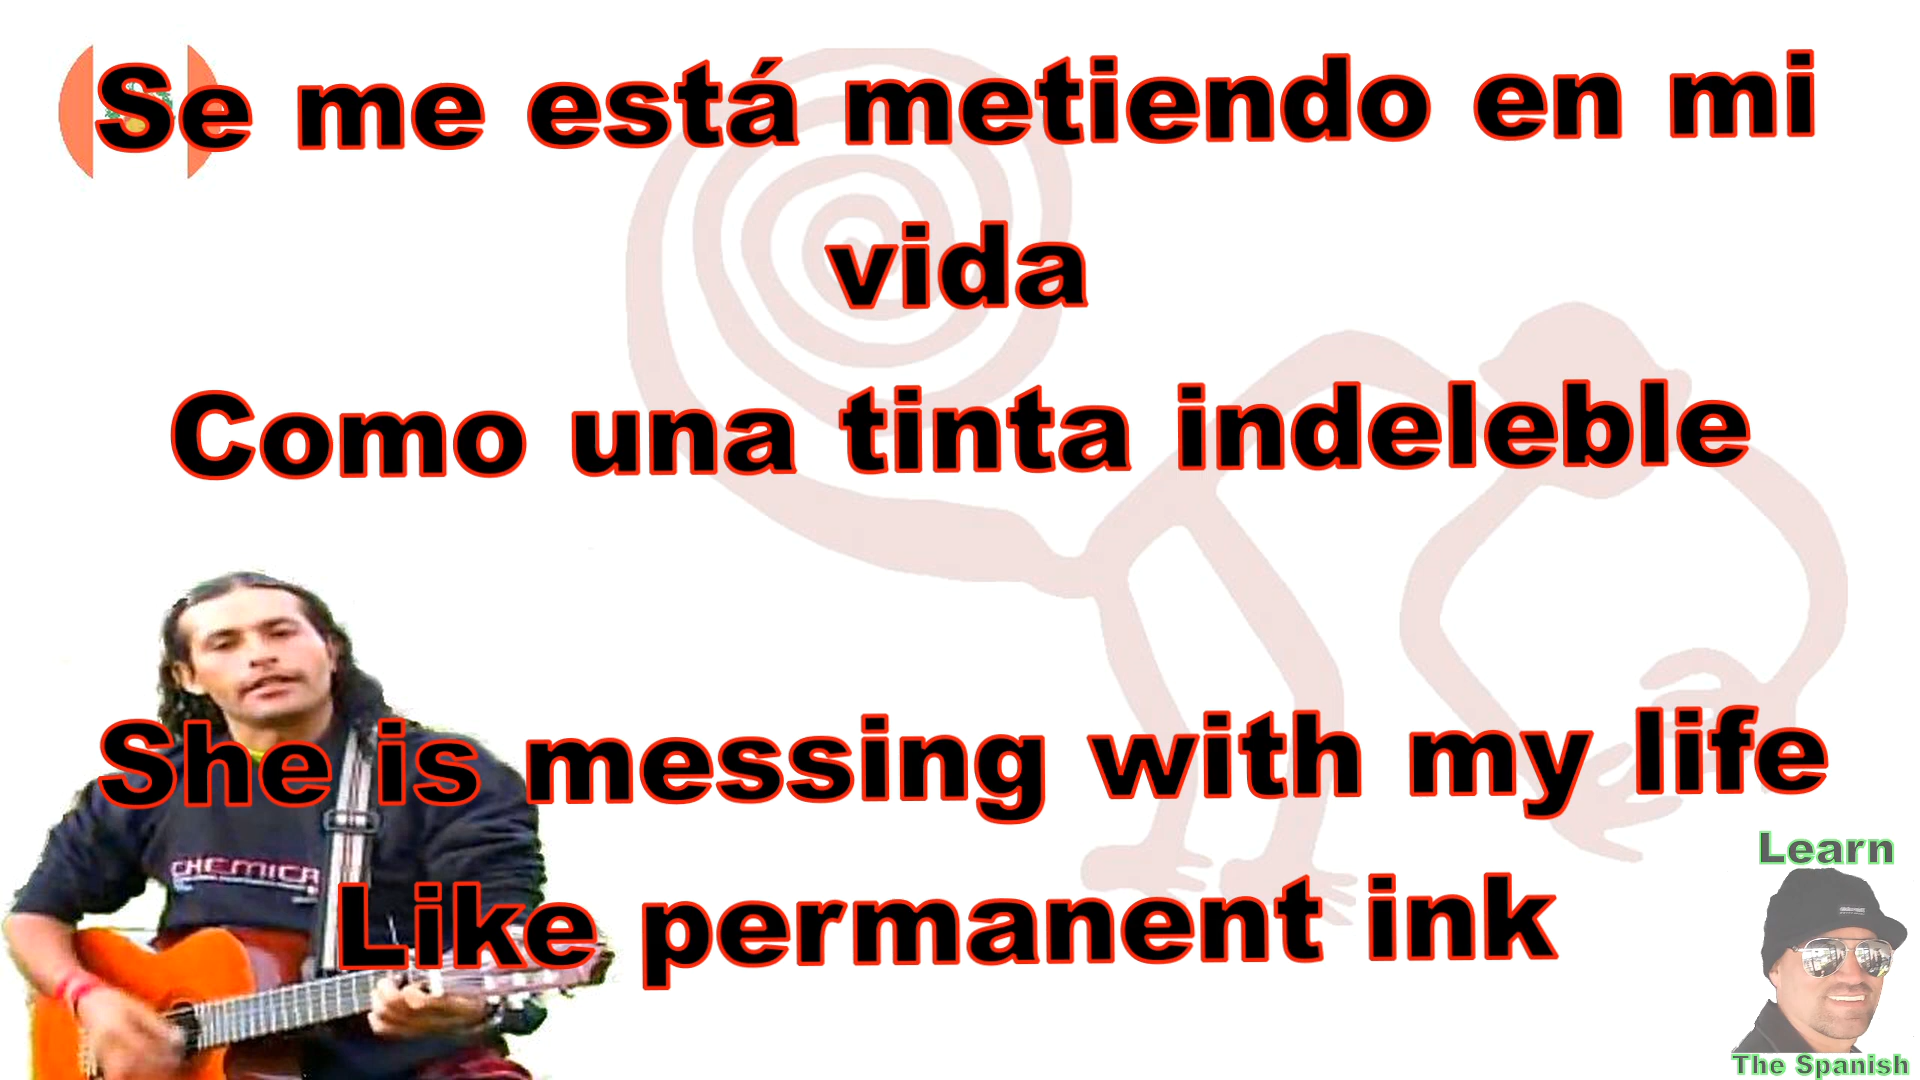 Se me está metiendo en mi
vida
Como una tinta indeleble
She is messing with my life
Like permanent ink
CHEMICA
Learn
The Spanish